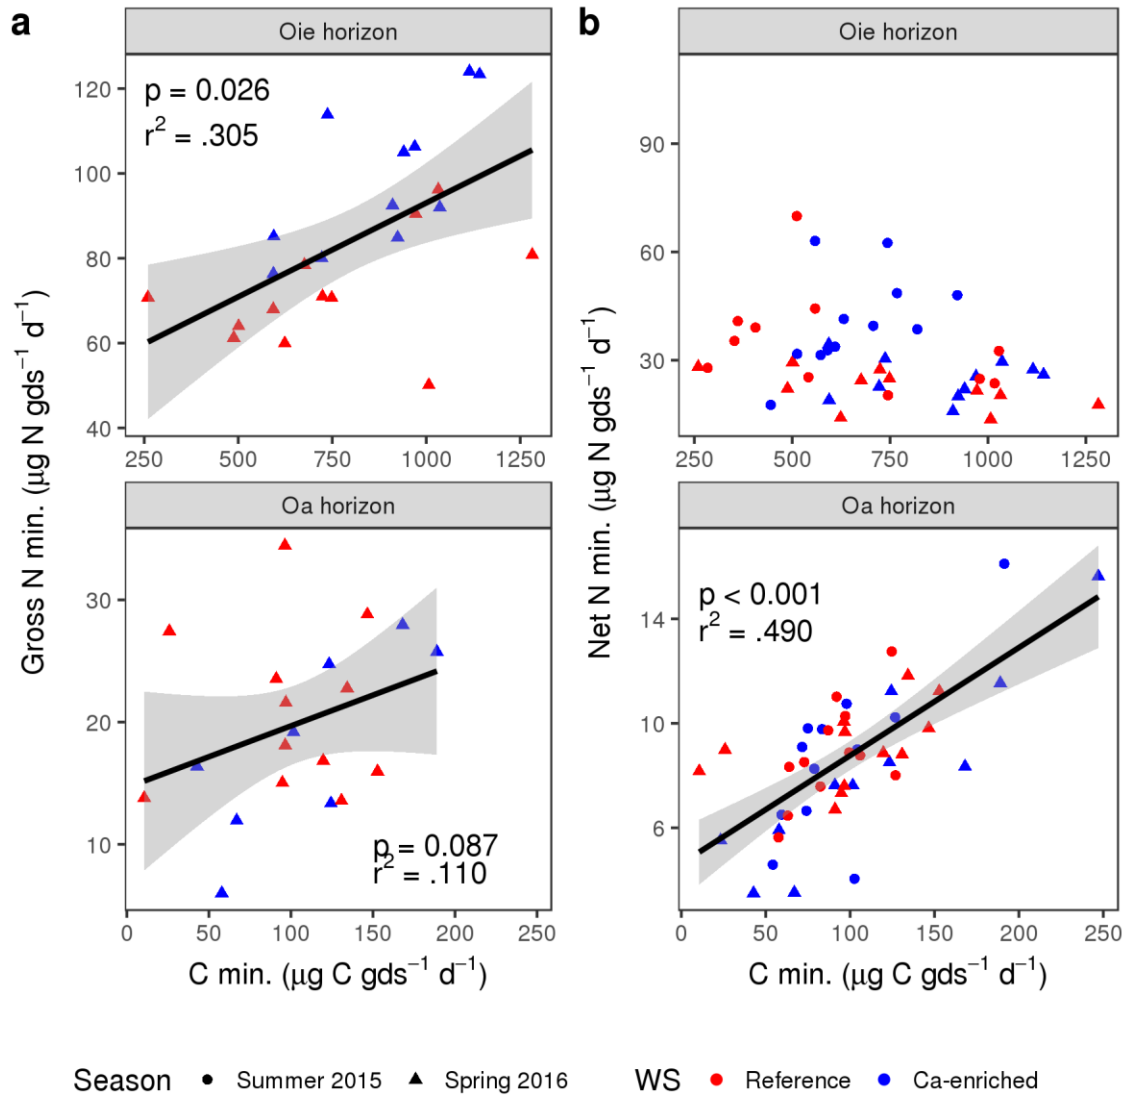 a
b
Oie horizon
Oie horizon
p = 0.026
r² = .305
120
100
80
60
40
250 500 750 1000 1250
90
60
30
250 500 750 1000 1250
Gross N min. (μg N gds⁻¹ d⁻¹)
Net N min. (μg N gds⁻¹ d⁻¹)
Oa horizon
Oa horizon
30
20
10
p = 0.087
r² = .110
0 50 100 150 200 250
p < 0.001
r² = .490
14
10
6
0 50 100 150 200 250
C min. (μg C gds⁻¹ d⁻¹)
C min. (μg C gds⁻¹ d⁻¹)
Season Summer 2015 Spring 2016 WS Reference Ca-enriched